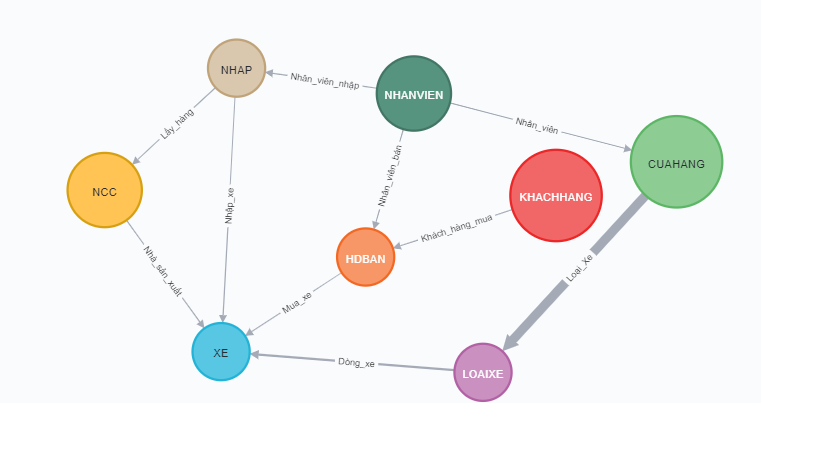 NHAP
Nhân_viên_nhập
NHANVIEN
Nhân_viên
CUAHANG
Lấy_hàng
NCC
Nhập_xe
Nhân_viên_bán
KHACHHANG
Khách_hàng_mua
HDBAN
Nhà_sản_xuất
Loại_Xe
Mua_xe
XE
Dòng_xe
LOAIXE